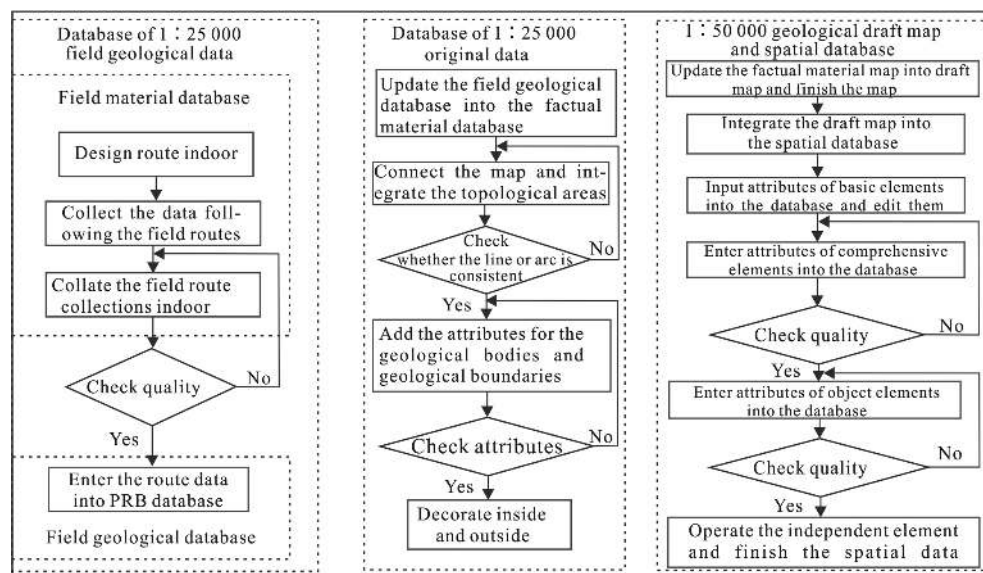 Database of 1：25 000
field geological data
Field material database
Design route indoor
Collect the data fol-
lowing the field routes
Collate the field route
collections indoor
Check quality
No
Yes
Enter the route data
into PRB database
Field geological database
Database of 1：25 000
original data
Update the field geological
database into the factual
material database
Connect the map and int-
egrate the topological areas
Check
whether the line or arc is
consistent
No
Yes
Add the attributes for the
geological bodies and
geological boundaries
Check attributes
No
Yes
Decorate inside
and outside
1：50 000 geological draft map
and spatial database
Update the factual material map into draft
map and finish the map
Integrate the draft map into
the spatial database
Input attributes of basic elements
into the database and edit them
Enter attributes of comprehensive
elements into the database
Check quality
No
Yes
Enter attributes of object elements
into the database
Check quality
No
Yes
Operate the independent element
and finish the spatial data